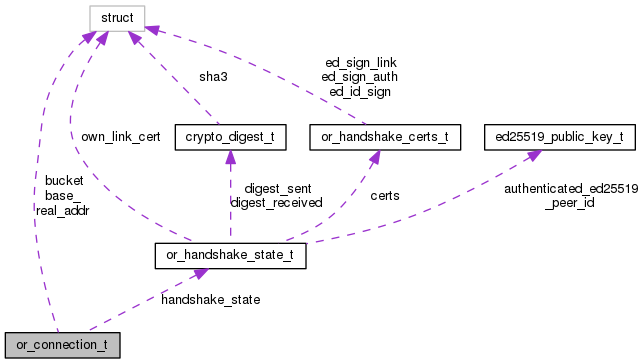 struct
ed_sign_link
ed_sign_auth
ed_id_sign
sha3
own_link_cert
crypto_digest_t
or_handshake_certs_t
ed25519_public_key_t
bucket
base_
real_addr
digest_sent
digest_received
certs
authenticated_ed25519
_peer_id
or_handshake_state_t
handshake_state
or_connection_t